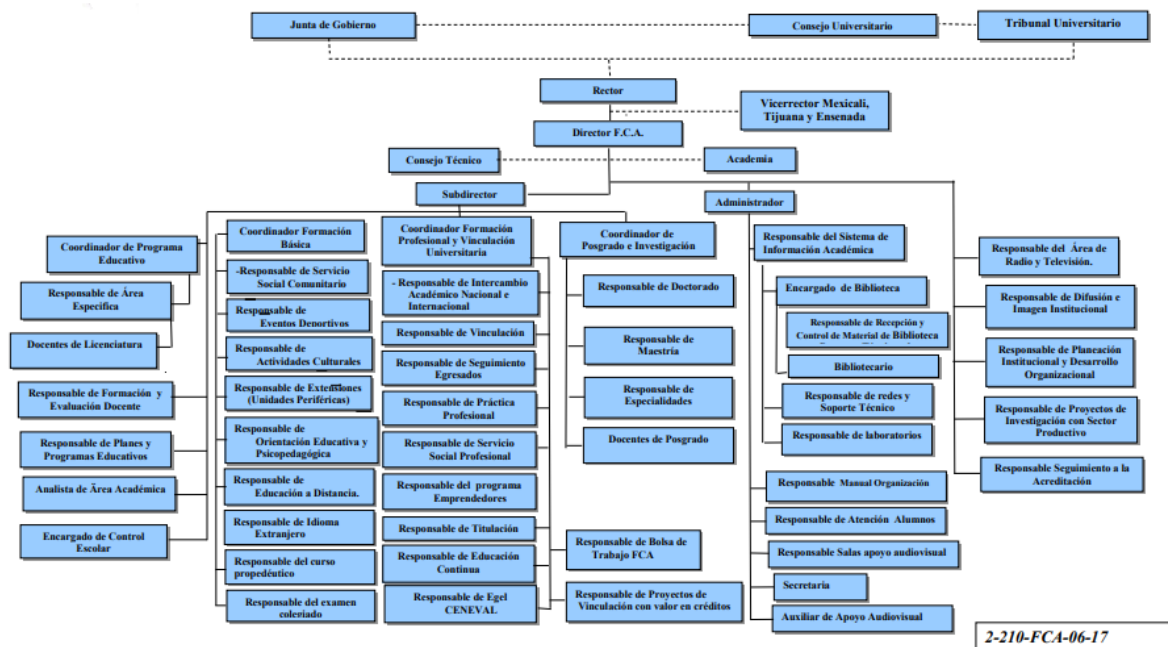 Junta de Gobierno
Consejo Universitario
Tribunal Universitario
Rector
Vicerrector Mexicali,
Tijuana y Ensenada
Director F.C.A.
Consejo Técnico
Academia
Subdirector
Administrador
Coordinador de Programa
Educativo
Responsable de Área
Específica
Docentes de Licenciatura
Responsable de Formación y
Evaluación Docente
Responsable de Planes y
Programas Educativos
Analista de Área Académica
Encargado de Control
Escolar
Coordinador Formación
Básica
-Responsable de Servicio
Social Comunitario
Responsable de
Eventos Deportivos
Responsable de
Actividades Culturales
Responsable de Extensiones
(Unidades Periféricas)
Responsable de
Orientación Educativa y
Psicopedagógica
Responsable de
Educación a Distancia.
Responsable de Idioma
Extranjero
Responsable del curso
propedéutico
Responsable del examen
colegiado
Coordinador Formación
Profesional y Vinculación
Universitaria
- Responsable de Intercambio
Académico Nacional e
Internacional
Responsable de Vinculación
Responsable de Seguimiento
Egresados
Responsable de Práctica
Profesional
Responsable de Servicio
Social Profesional
Responsable del programa
Emprendedores
Responsable de Titulación
Responsable de Educación
Continua
Responsable de Egel
CENEVAL
Responsable de Bolsa de
Trabajo FCA
Responsable de Proyectos de
Vinculación con valor en créditos
Coordinador de
Posgrado e Investigación
Responsable de Doctorado
Responsable de
Maestría
Responsable de
Especialidades
Docentes de Posgrado
Responsable del Sistema de
Información Académica
Encargado de Biblioteca
Responsable de Recepción y
Control de Material de Biblioteca
Bibliotecario
Responsable de redes y
Soporte Técnico
Responsable de laboratorios
Responsable Manual Organización
Responsable de Atención Alumnos
Responsable Salas apoyo audiovisual
Secretaría
Auxiliar de Apoyo Audiovisual
Responsable del Área de
Radio y Televisión.
Responsable de Difusión e
Imagen Institucional
Responsable de Planeación
Institucional y Desarrollo
Organizacional
Responsable de Proyectos de
Investigación con Sector
Productivo
Responsable Seguimiento a la
Acreditación
2-210-FCA-06-17